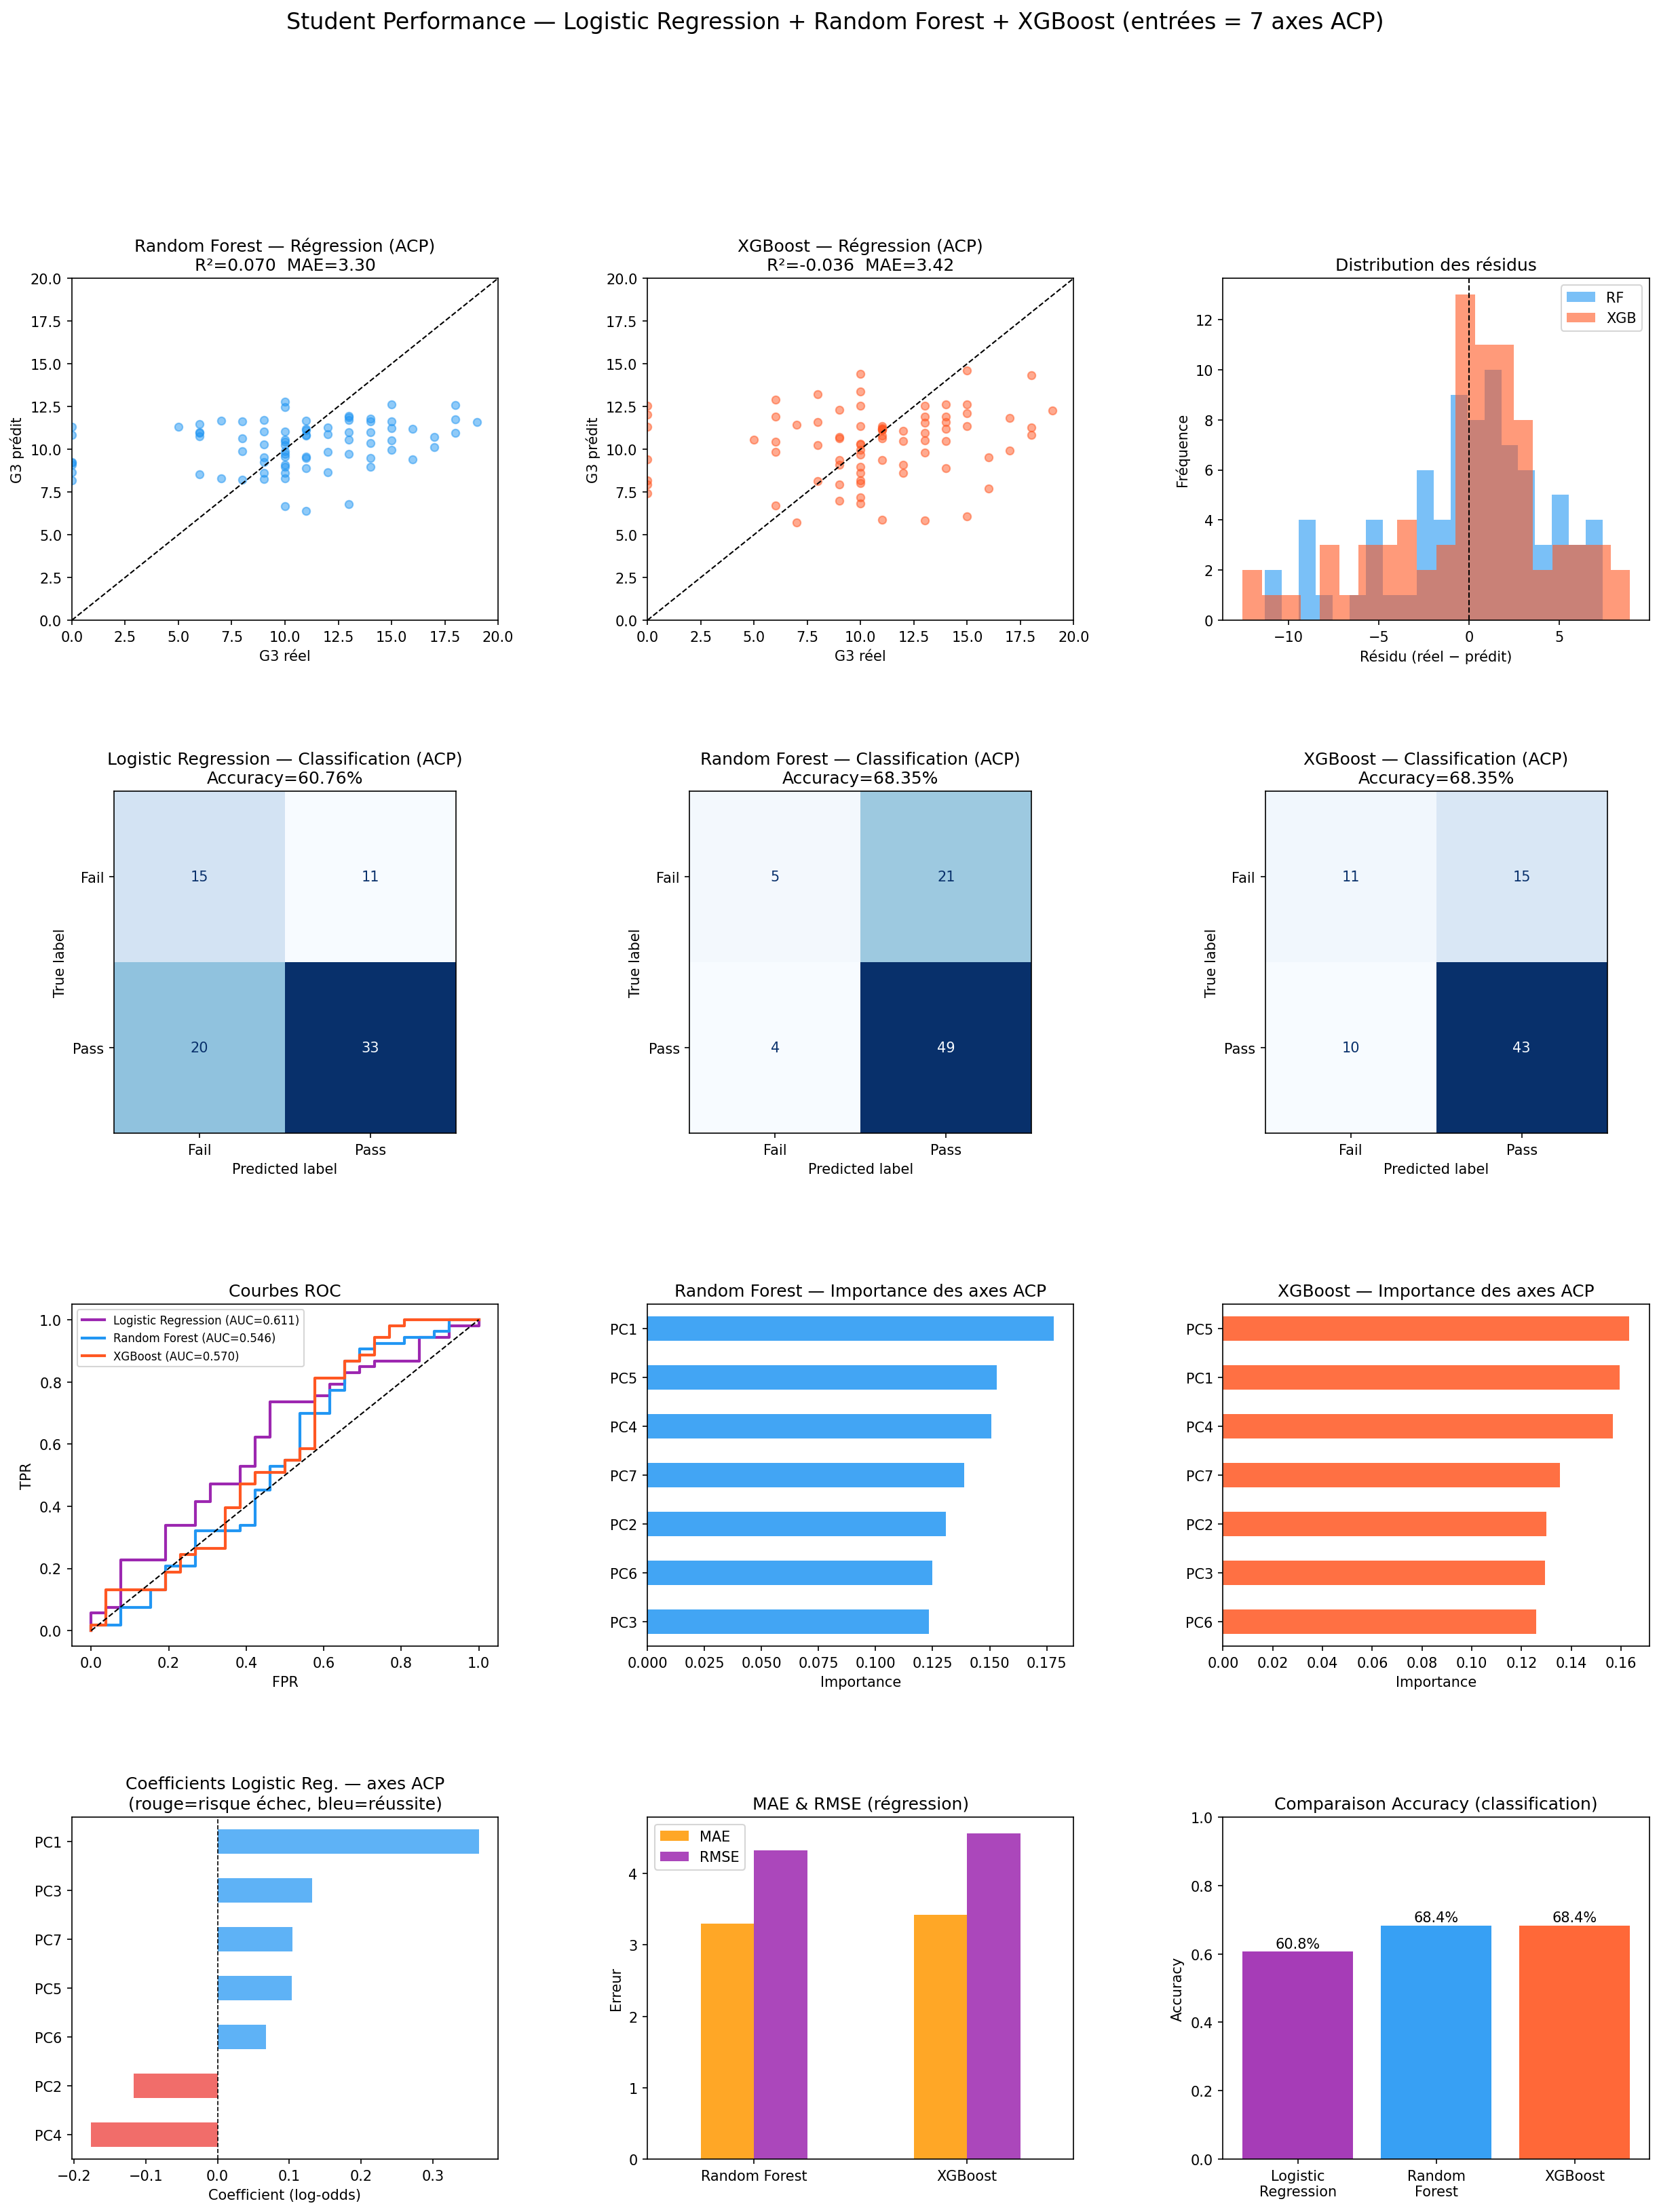 Student Performance — Logistic Regression + Random Forest + XGBoost (entrées = 7 axes ACP)
Random Forest — Régression (ACP)
R²=0.070  MAE=3.30
20.0
17.5
15.0
12.5
10.0
7.5
5.0
2.5
0.0
G3 prédit
0.0 2.5 5.0 7.5 10.0 12.5 15.0 17.5 20.0
G3 réel
XGBoost — Régression (ACP)
R²=-0.036  MAE=3.42
20.0
17.5
15.0
12.5
10.0
7.5
5.0
2.5
0.0
G3 prédit
0.0 2.5 5.0 7.5 10.0 12.5 15.0 17.5 20.0
G3 réel
Distribution des résidus
RF
XGB
12
10
8
6
4
2
0
Fréquence
−10 −5 0 5
Résidu (réel − prédit)
Logistic Regression — Classification (ACP)
Accuracy=60.76%
Fail 15 11
True label
Pass 20 33
Fail Pass
Predicted label
Random Forest — Classification (ACP)
Accuracy=68.35%
Fail 5 21
True label
Pass 4 49
Fail Pass
Predicted label
XGBoost — Classification (ACP)
Accuracy=68.35%
Fail 11 15
True label
Pass 10 43
Fail Pass
Predicted label
Courbes ROC
Logistic Regression (AUC=0.611)
Random Forest (AUC=0.546)
XGBoost (AUC=0.570)
1.0
0.8
0.6
0.4
0.2
0.0
TPR
0.0 0.2 0.4 0.6 0.8 1.0
FPR
Random Forest — Importance des axes ACP
PC1
PC5
PC4
PC7
PC2
PC6
PC3
0.000 0.025 0.050 0.075 0.100 0.125 0.150 0.175
Importance
XGBoost — Importance des axes ACP
PC5
PC1
PC4
PC7
PC2
PC3
PC6
0.00 0.02 0.04 0.06 0.08 0.10 0.12 0.14 0.16
Importance
Coefficients Logistic Reg. — axes ACP
(rouge=risque échec, bleu=réussite)
PC1
PC3
PC7
PC5
PC6
PC2
PC4
−0.2 −0.1 0.0 0.1 0.2 0.3
Coefficient (log-odds)
MAE & RMSE (régression)
MAE
RMSE
4
3
2
1
0
Erreur
Random Forest XGBoost
Comparaison Accuracy (classification)
1.0
0.8
0.6
0.4
0.2
0.0
Accuracy
60.8% 68.4% 68.4%
Logistic Random XGBoost
Regression Forest